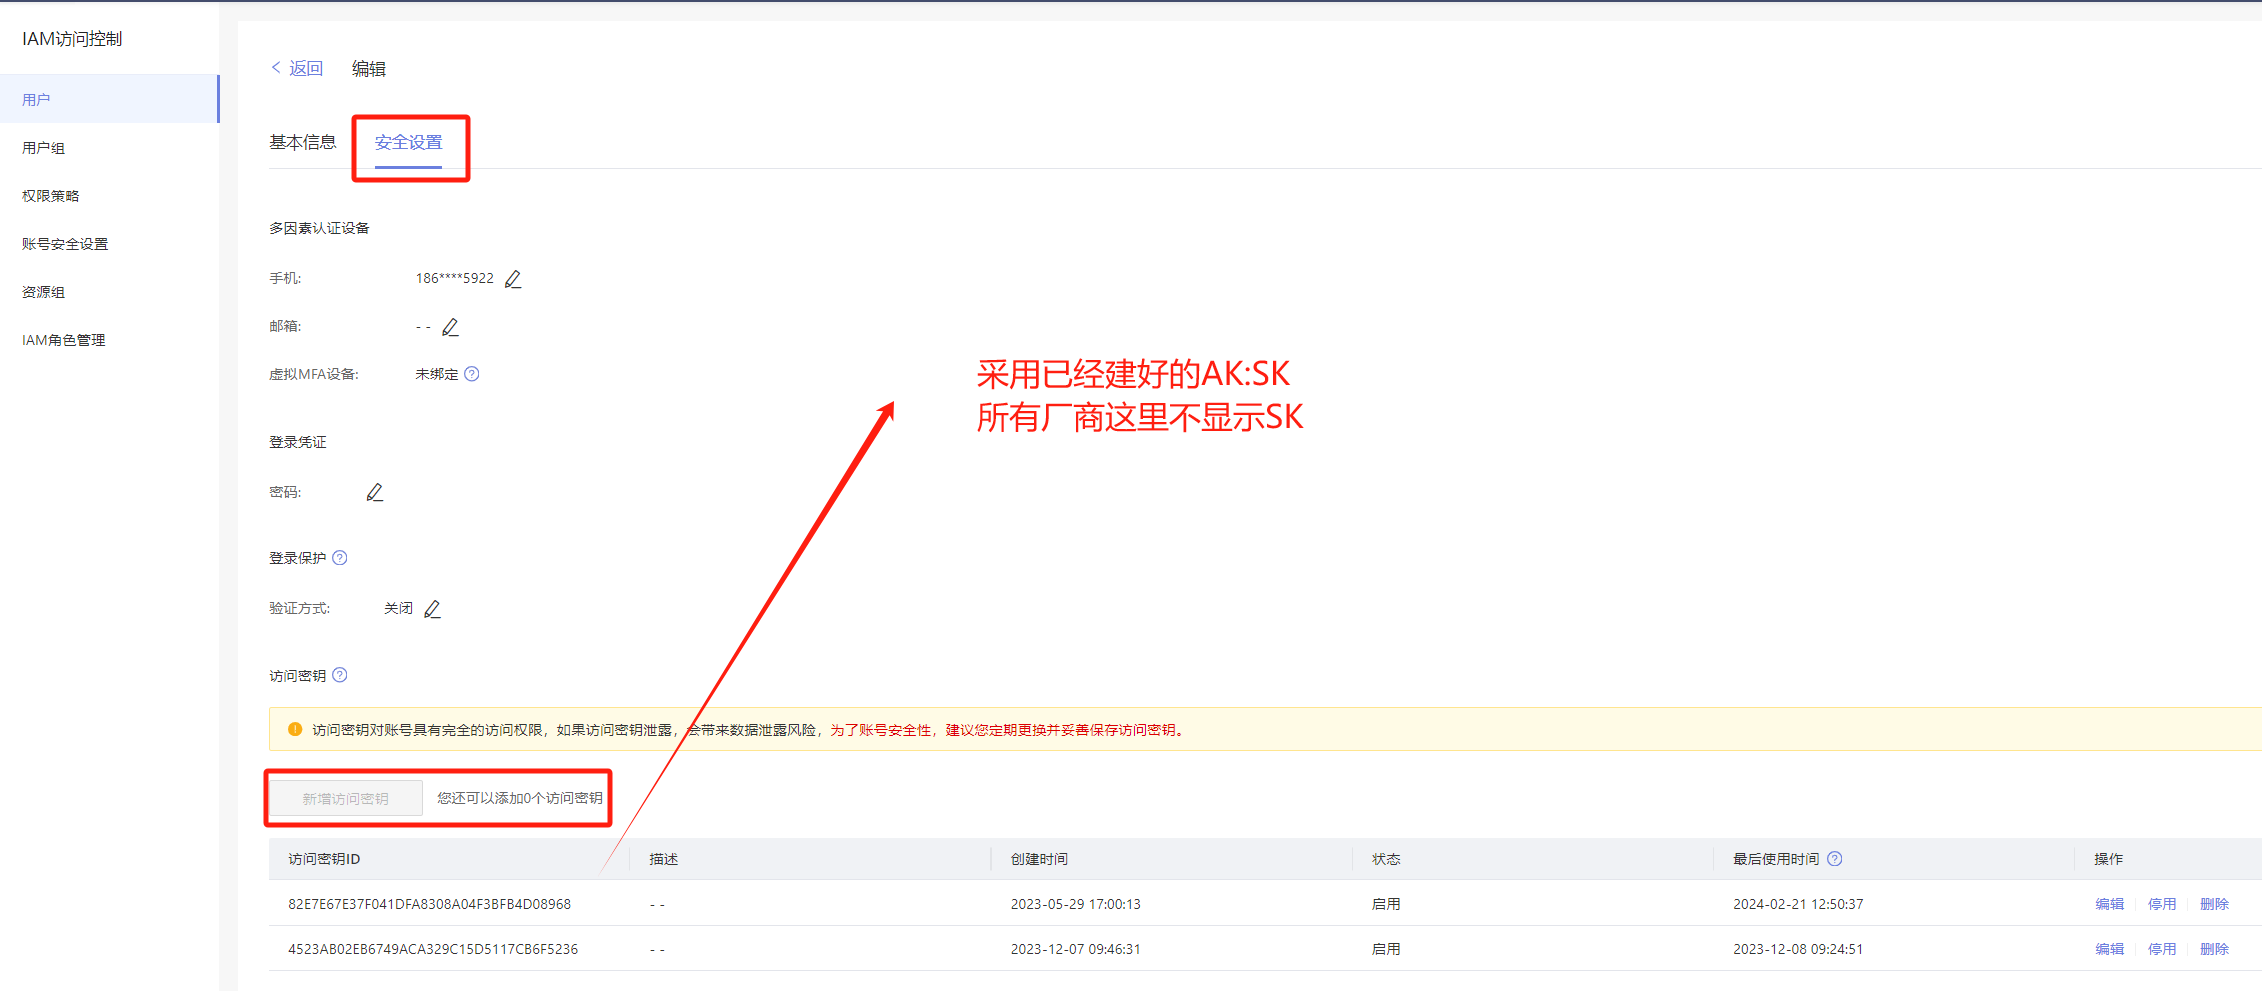 IAM访问控制
用户
用户组
权限策略
账号安全设置
资源组
IAM角色管理
返回 编辑
基本信息 安全设置
多因素认证设备
手机: 186****5922
邮箱: - -
虚拟MFA设备: 未绑定
采用已经建好的AK:SK
所有厂商这里不显示SK
登录凭证
密码:
登录保护
验证方式: 关闭
访问密钥
访问密钥对账号具有完全的访问权限，如果访问密钥泄露，会带来数据泄露风险，为了账号安全性，建议您定期更换并妥善保存访问密钥。
新增访问密钥 您还可以添加0个访问密钥
访问密钥ID 描述 创建时间 状态 最后使用时间 操作
82E7E67E37F041DFA8308A04F3BFB4D08968 - - 2023-05-29 17:00:13 启用 2024-02-21 12:50:37 编辑 停用 删除
4523AB02EB6749ACA329C15D5117CB6F5236 - - 2023-12-07 09:46:31 启用 2023-12-08 09:24:51 编辑 停用 删除